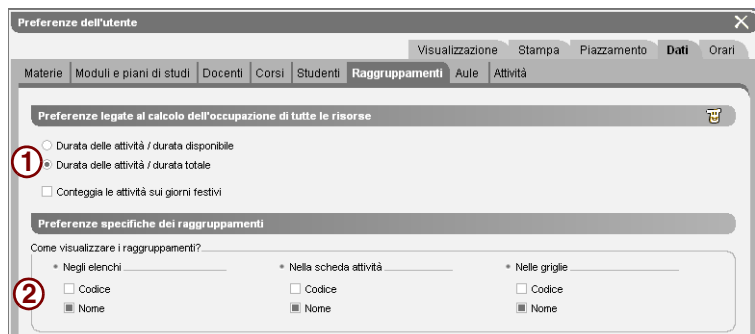 Preferenze dell'utente
Visualizzazione Stampa Piazzamento Dati Orari
Materie Moduli e piani di studi Docenti Corsi Studenti Raggruppamenti Aule Attività
Preferenze legate al calcolo dell'occupazione di tutte le risorse
Durata delle attività / durata disponibile
1 Durata delle attività / durata totale
Conteggia le attività sui giorni festivi
Preferenze specifiche dei raggruppamenti
Come visualizzare i raggruppamenti?
Negli elenchi Nella scheda attività Nelle griglie
2 Codice Codice Codice
Nome Nome Nome